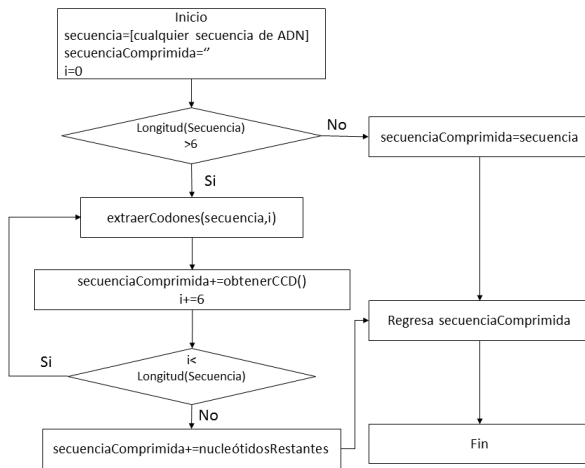 Inicio
secuencia=[cualquier secuencia de ADN]
secuenciaComprimida=‘’
i=0
Longitud(Secuencia)
>6
No
secuenciaComprimida=secuencia
Si
extraerCodones(secuencia,i)
secuenciaComprimida+=obtenerCCD()
i+=6
Regresa secuenciaComprimida
Si
i<
Longitud(Secuencia)
No
secuenciaComprimida+=nucleótidosRestantes
Fin